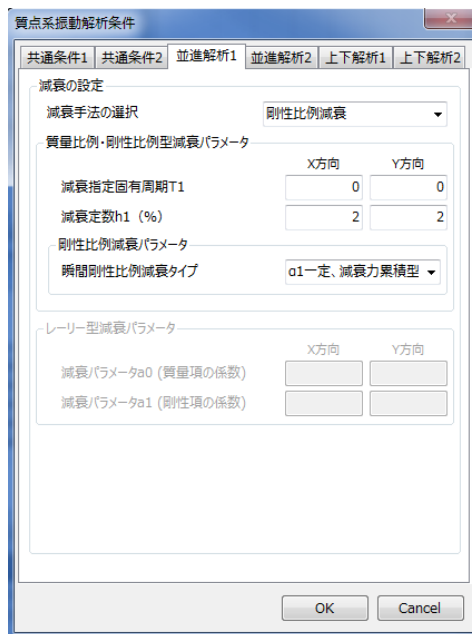 質点系振動解析条件
共通条件1 共通条件2 並進解析1 並進解析2 上下解析1 上下解析2
減衰の設定
減衰手法の選択 剛性比例減衰
質量比例・剛性比例型減衰パラメータ
X方向 Y方向
減衰指定固有周期T1 0 0
減衰定数h1 (%) 2 2
剛性比例減衰パラメータ
瞬間剛性比例減衰タイプ α1一定、減衰力累積型
レーリー型減衰パラメータ
X方向 Y方向
減衰パラメータa0 (質量項の係数)
減衰パラメータa1 (剛性項の係数)
OK Cancel